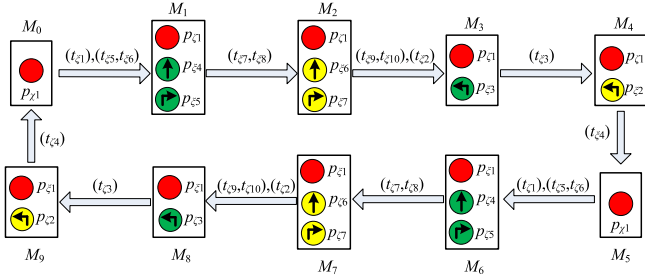 M0 M1 M2 M3 M4
(tζ1),(tζ5,tζ6) (tζ7,tζ8) (tζ9,tζ10),(tζ2) (tζ3)
pχ1
pζ1 pζ4 pζ5
pζ1 pζ6 pζ7
pζ1 pζ3
pζ1 pζ2
(tζ4) (tζ4)
(tζ3) (tζ9,tζ10),(tζ2) (tζ7,tζ8) (tζ1),(tζ5,tζ6)
pζ1 pζ2
pζ1 pζ3
pζ1 pζ6 pζ7
pζ1 pζ4 pζ5
pχ1
M9 M8 M7 M6 M5